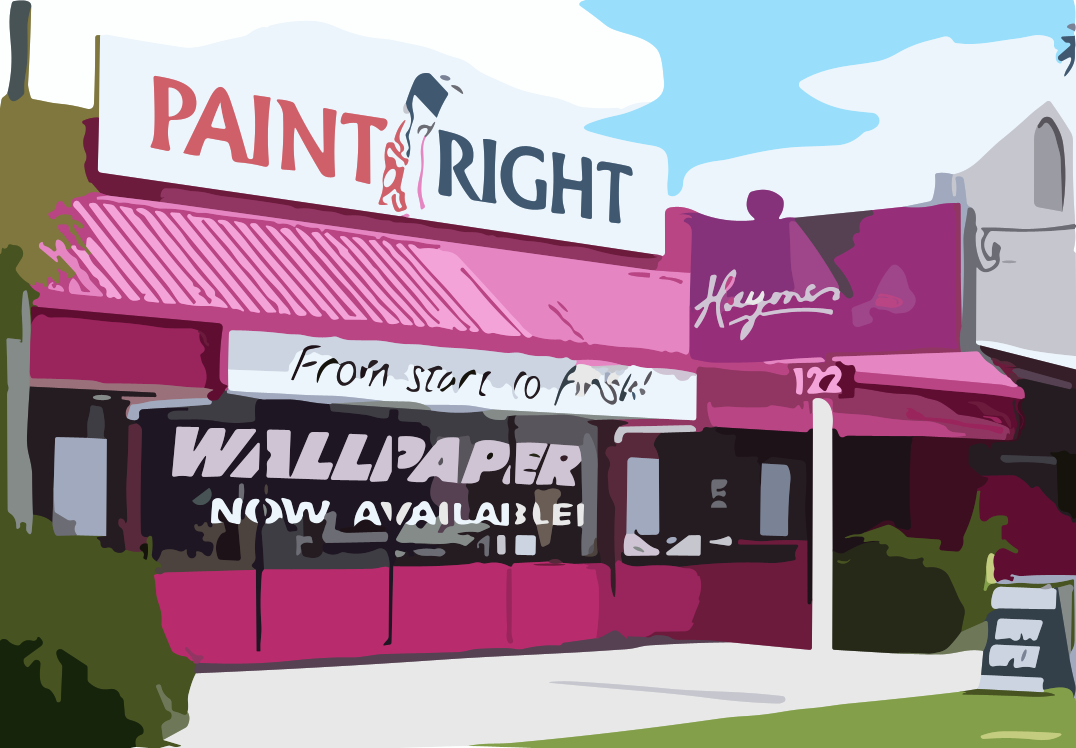 PAINT RIGHT
Haymes
From start to finish!
122
WALLPAPER
NOW AVAILABLE!